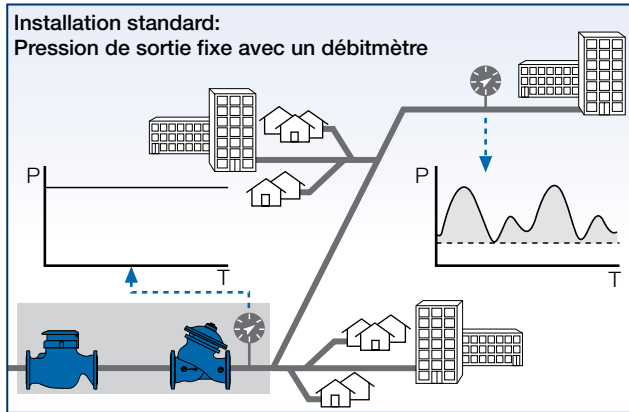 Installation standard:
Pression de sortie fixe avec un débitmètre
P
T
P
T